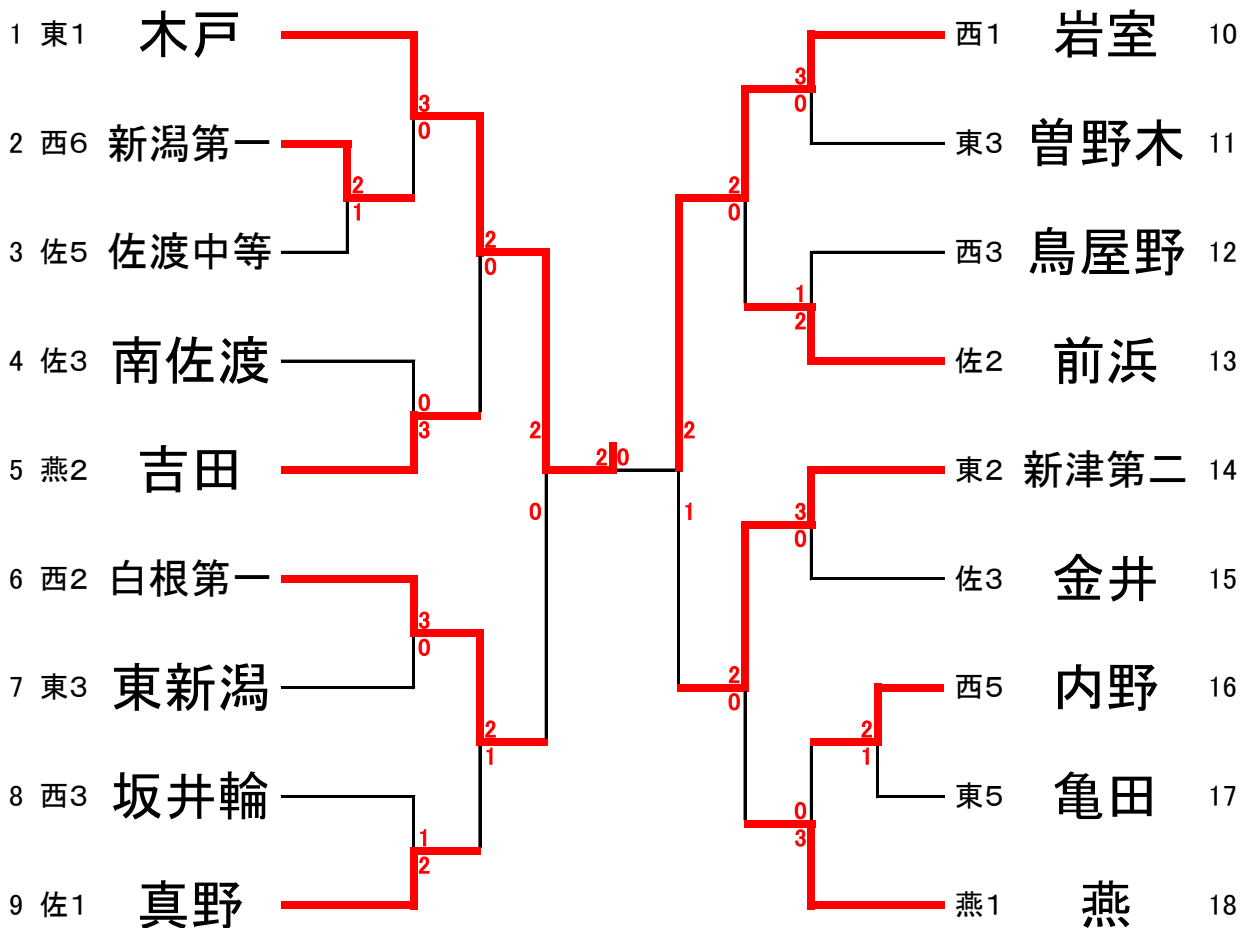 1 東1 木戸
2 西6 新潟第一
3 佐5 佐渡中等
4 佐3 南佐渡
5 燕2 吉田
6 西2 白根第一
7 東3 東新潟
8 西3 坂井輪
9 佐1 真野
3
0
2
1
2
0
0
3
2
0
3
0
2
1
1
2
2 0
西1 岩室 10
東3 曽野木 11
西3 鳥屋野 12
佐2 前浜 13
東2 新津第二 14
佐3 金井 15
西5 内野 16
東5 亀田 17
燕1 燕 18
3
0
2
0
1
2
2
1
3
0
2
0
2
1
0
3